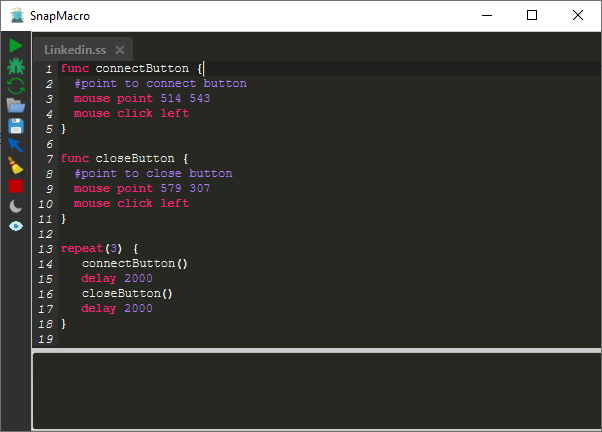 SnapMacro
Linkedin.ss
1 func connectButton {
2 #point to connect button
3 mouse point 514 543
4 mouse click left
5 }
6
7 func closeButton {
8 #point to close button
9 mouse point 579 307
10 mouse click left
11 }
12
13 repeat(3) {
14 connectButton()
15 delay 2000
16 closeButton()
17 delay 2000
18 }
19